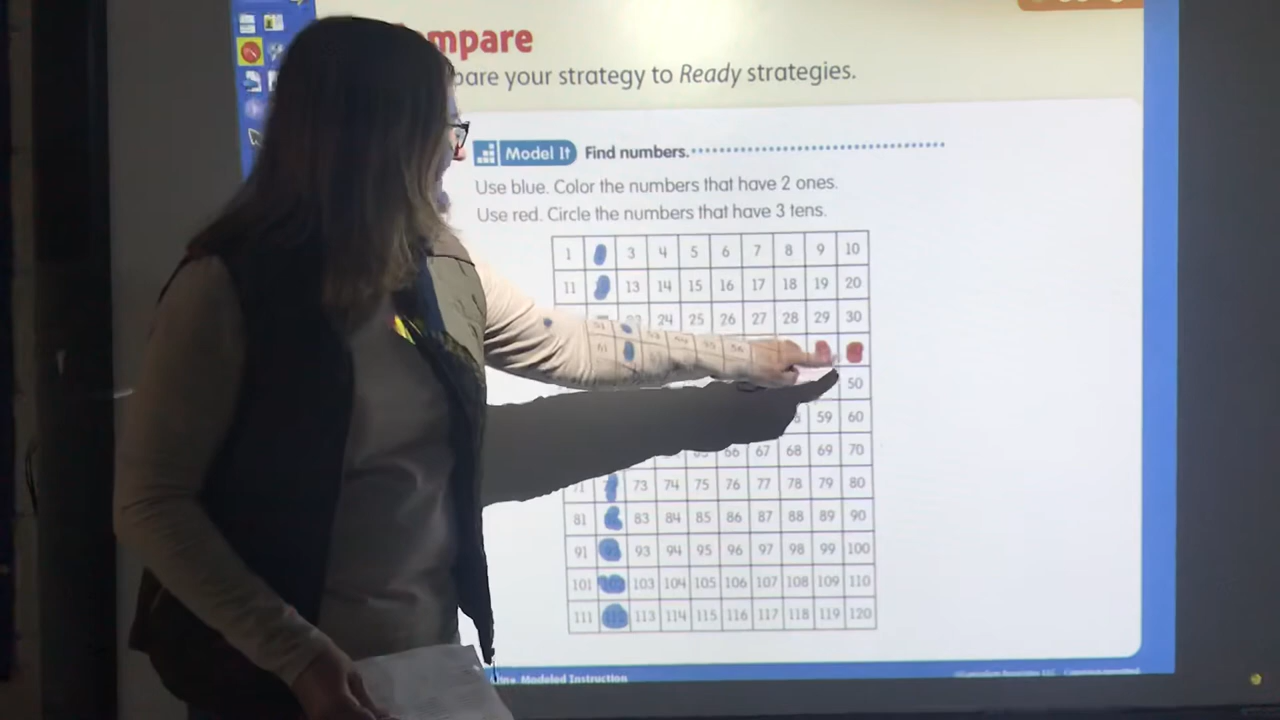 mpare
pare your strategy to Ready strategies.
Model It Find numbers.
Use blue. Color the numbers that have 2 ones.
Use red. Circle the numbers that have 3 tens.
1 3 4 5 6 7 8 9 10
11 13 14 15 16 17 18 19 20
24 25 26 27 28 29 30
50
59 60
66 67 68 69 70
71 73 74 75 76 77 78 79 80
81 83 84 85 86 87 88 89 90
91 92 93 94 95 96 97 98 99 100
101 102 103 104 105 106 107 108 109 110
111 112 113 114 115 116 117 118 119 120
Modeled Instruction